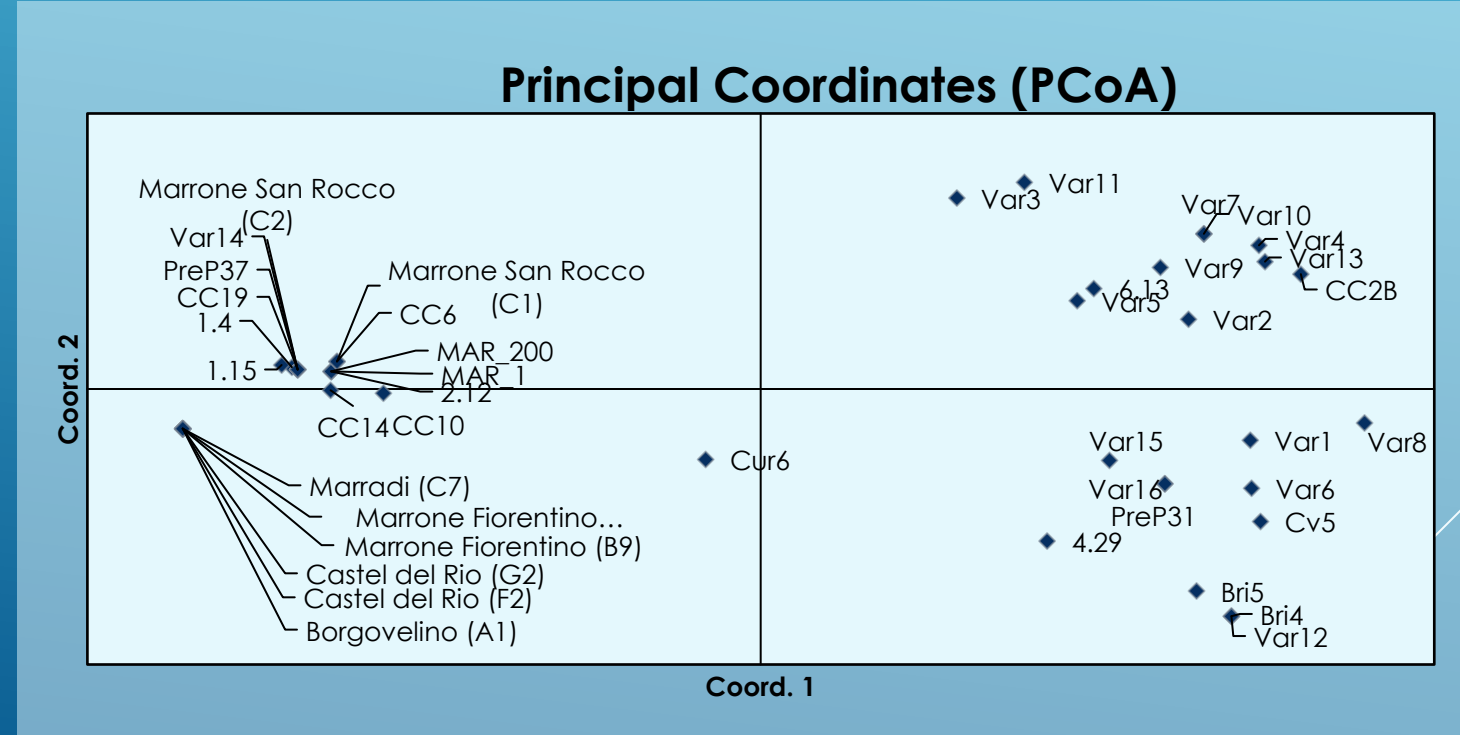 Principal Coordinates (PCoA)
Marrone San Rocco
(C2)
Var14
PreP37
CC19
1.4
1.15
Marrone San Rocco
(C1)
CC6
MAR_200
MAR_1
2.12
CC14
CC10
Var11
Var3
Var7
Var10
Var4
Var13
CC2B
Var9
6.13
Var5
Var2
Coord. 2
Marradi (C7)
Marrone Fiorentino…
Marrone Fiorentino (B9)
Castel del Rio (G2)
Castel del Rio (F2)
Borgovelino (A1)
Cur6
Var15
Var1
Var8
Var16
PreP31
Var6
Cv5
4.29
Bri5
Bri4
Var12
Coord. 1